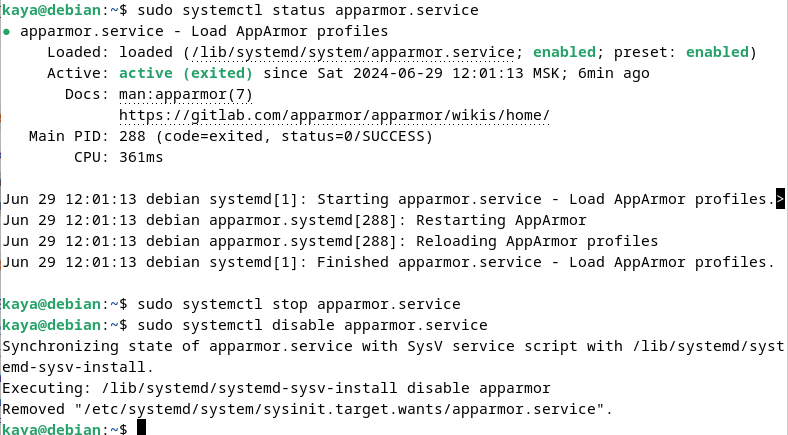 kaya@debian:~$ sudo systemctl status apparmor.service
● apparmor.service - Load AppArmor profiles
     Loaded: loaded (/lib/systemd/system/apparmor.service; enabled; preset: enabled)
     Active: active (exited) since Sat 2024-06-29 12:01:13 MSK; 6min ago
       Docs: man:apparmor(7)
             https://gitlab.com/apparmor/apparmor/wikis/home/
   Main PID: 288 (code=exited, status=0/SUCCESS)
        CPU: 361ms

Jun 29 12:01:13 debian systemd[1]: Starting apparmor.service - Load AppArmor profiles.>
Jun 29 12:01:13 debian apparmor.systemd[288]: Restarting AppArmor
Jun 29 12:01:13 debian apparmor.systemd[288]: Reloading AppArmor profiles
Jun 29 12:01:13 debian systemd[1]: Finished apparmor.service - Load AppArmor profiles.

kaya@debian:~$ sudo systemctl stop apparmor.service
kaya@debian:~$ sudo systemctl disable apparmor.service
Synchronizing state of apparmor.service with SysV service script with /lib/systemd/syst
emd-sysv-install.
Executing: /lib/systemd/systemd-sysv-install disable apparmor
Removed "/etc/systemd/system/sysinit.target.wants/apparmor.service".
kaya@debian:~$